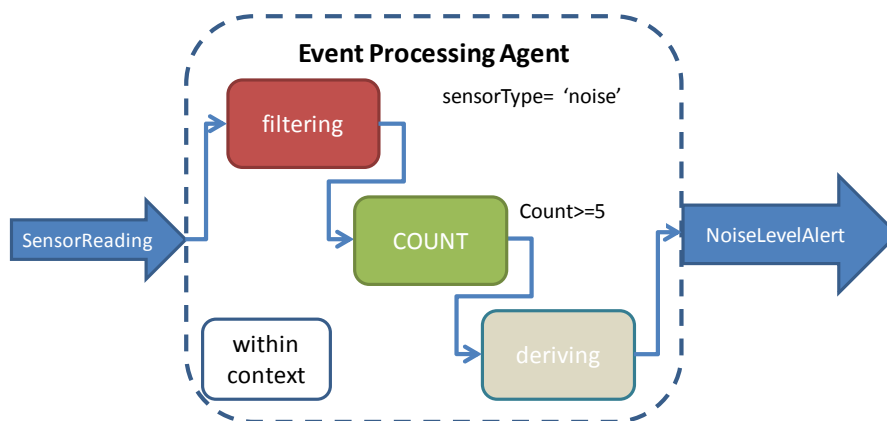 Event Processing Agent
sensorType= ‘noise’
filtering
Count>=5
SensorReading
COUNT
NoiseLevelAlert
within
context
deriving